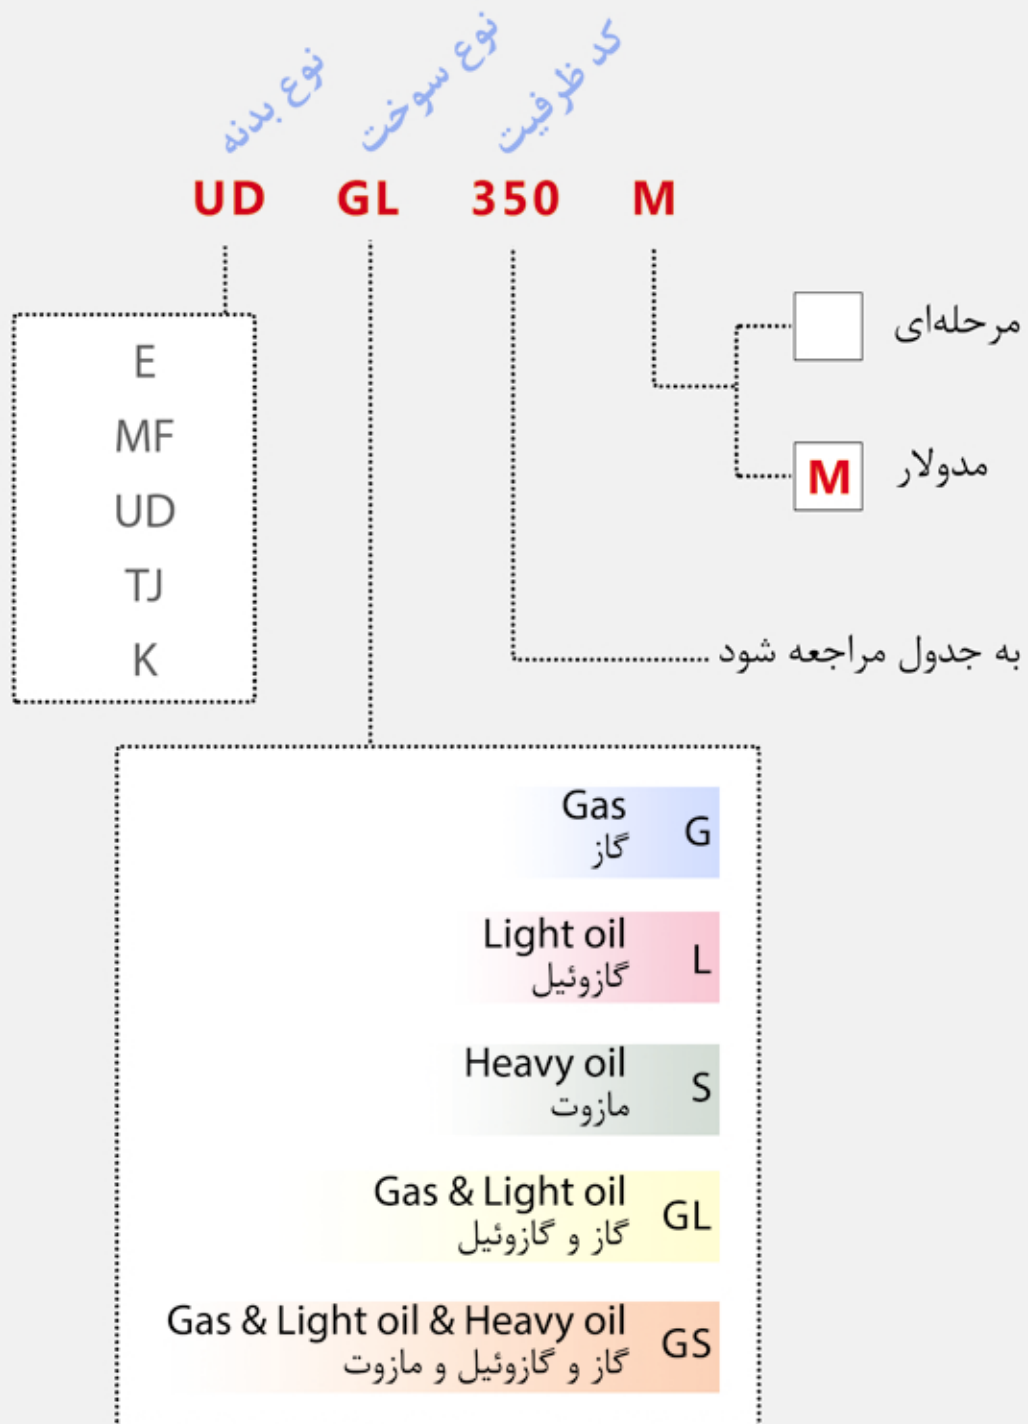 نوع بدنه
نوع سوخت
کد ظرفیت
UD GL 350 M
E
MF
UD
TJ
K
مرحله‌ای
M مدولار
به جدول مراجعه شود
Gas
گاز
G
Light oil
گازوئیل
L
Heavy oil
مازوت
S
Gas & Light oil
گاز و گازوئیل
GL
Gas & Light oil & Heavy oil
گاز و گازوئیل و مازوت
GS